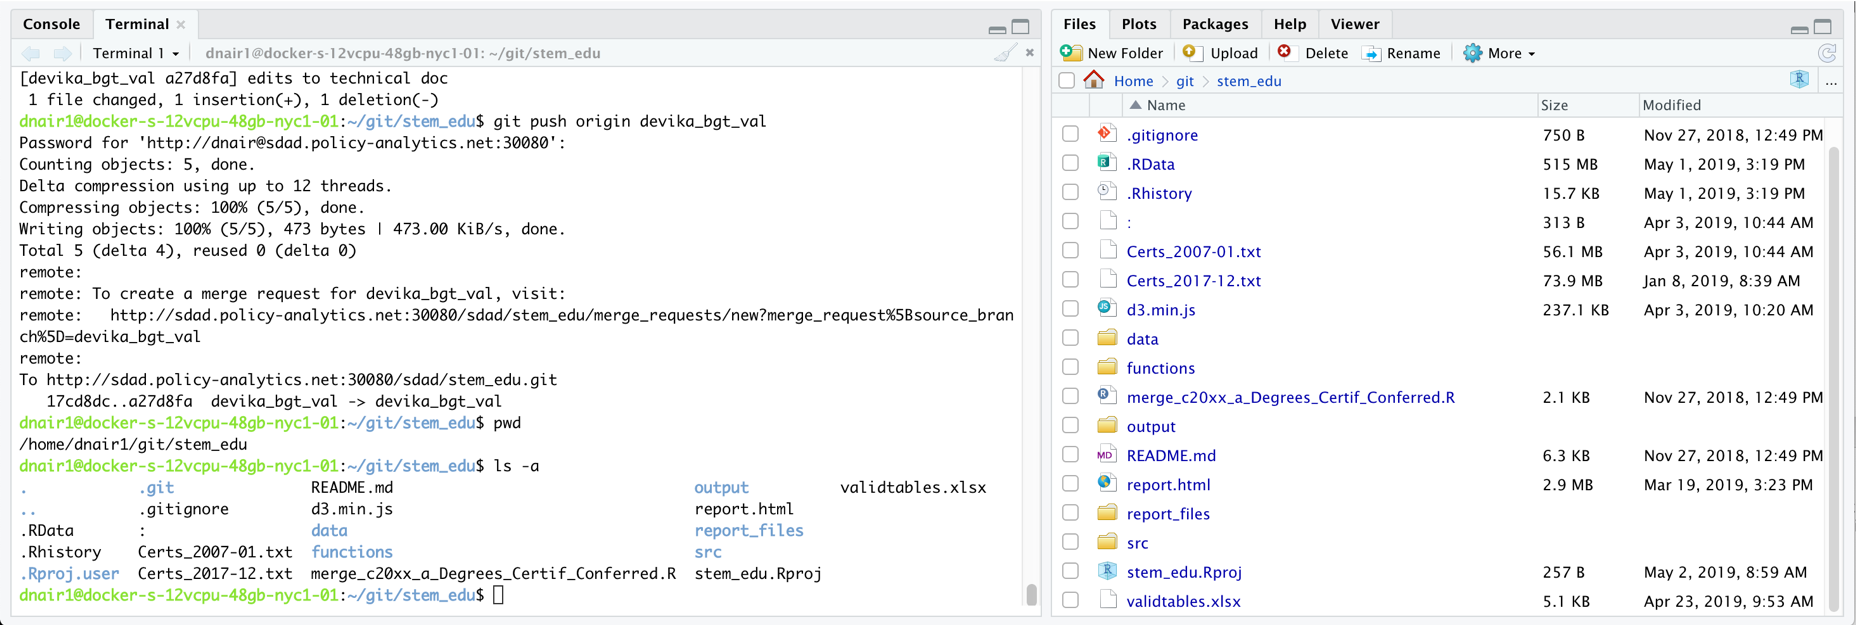 Console Terminal
Terminal 1 dnair1@docker-s-12vcpu-48gb-nyc1-01: ~/git/stem_edu
[devika_bgt_val a27d8fa] edits to technical doc
1 file changed, 1 insertion(+), 1 deletion(-)
dnair1@docker-s-12vcpu-48gb-nyc1-01:~/git/stem_edu$ git push origin devika_bgt_val
Password for 'http://dnair@sdad.policy-analytics.net:30080':
Counting objects: 5, done.
Delta compression using up to 12 threads.
Compressing objects: 100% (5/5), done.
Writing objects: 100% (5/5), 473 bytes | 473.00 KiB/s, done.
Total 5 (delta 4), reused 0 (delta 0)
remote:
remote: To create a merge request for devika_bgt_val, visit:
remote:   http://sdad.policy-analytics.net:30080/sdad/stem_edu/merge_requests/new?merge_request%5Bsource_bran
ch%5D=devika_bgt_val
remote:
To http://sdad.policy-analytics.net:30080/sdad/stem_edu.git
17cd8dc..a27d8fa  devika_bgt_val -> devika_bgt_val
dnair1@docker-s-12vcpu-48gb-nyc1-01:~/git/stem_edu$ pwd
/home/dnair1/git/stem_edu
dnair1@docker-s-12vcpu-48gb-nyc1-01:~/git/stem_edu$ ls -a
. .git README.md output validtables.xlsx
.. .gitignore d3.min.js report.html
.RData : data report_files
.Rhistory Certs_2007-01.txt functions src
.Rproj.user Certs_2017-12.txt merge_c20xx_a_Degrees_Certif_Conferred.R stem_edu.Rproj
dnair1@docker-s-12vcpu-48gb-nyc1-01:~/git/stem_edu$
Files Plots Packages Help Viewer
New Folder Upload Delete Rename More
Home git stem_edu ...
Name Size Modified
.gitignore 750 B Nov 27, 2018, 12:49 PM
.RData 515 MB May 1, 2019, 3:19 PM
.Rhistory 15.7 KB May 1, 2019, 3:19 PM
: 313 B Apr 3, 2019, 10:44 AM
Certs_2007-01.txt 56.1 MB Apr 3, 2019, 10:44 AM
Certs_2017-12.txt 73.9 MB Jan 8, 2019, 8:39 AM
d3.min.js 237.1 KB Apr 3, 2019, 10:20 AM
data
functions
merge_c20xx_a_Degrees_Certif_Conferred.R 2.1 KB Nov 27, 2018, 12:49 PM
output
MD README.md 6.3 KB Nov 27, 2018, 12:49 PM
report.html 2.9 MB Mar 19, 2019, 3:23 PM
report_files
src
stem_edu.Rproj 257 B May 2, 2019, 8:59 AM
validtables.xlsx 5.1 KB Apr 23, 2019, 9:53 AM